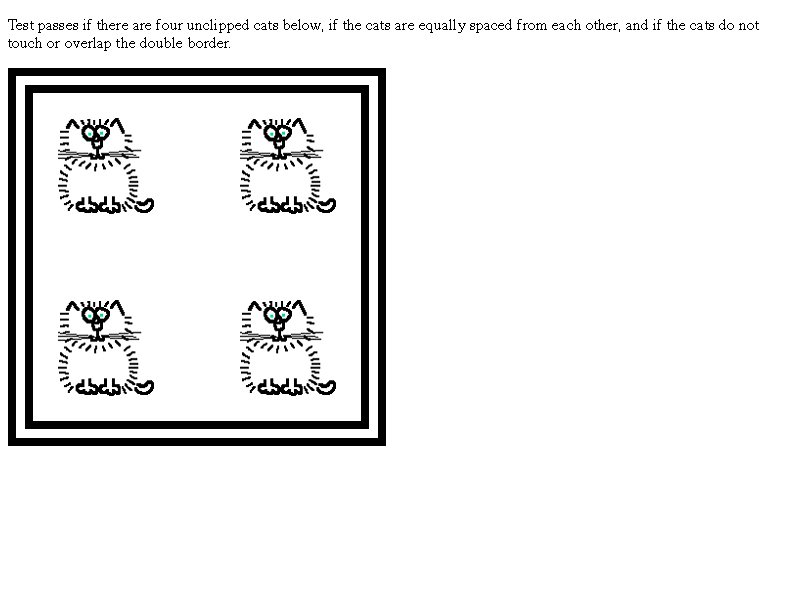 Test passes if there are four unclipped cats below, if the cats are equally spaced from each other, and if the cats do not
touch or overlap the double border.